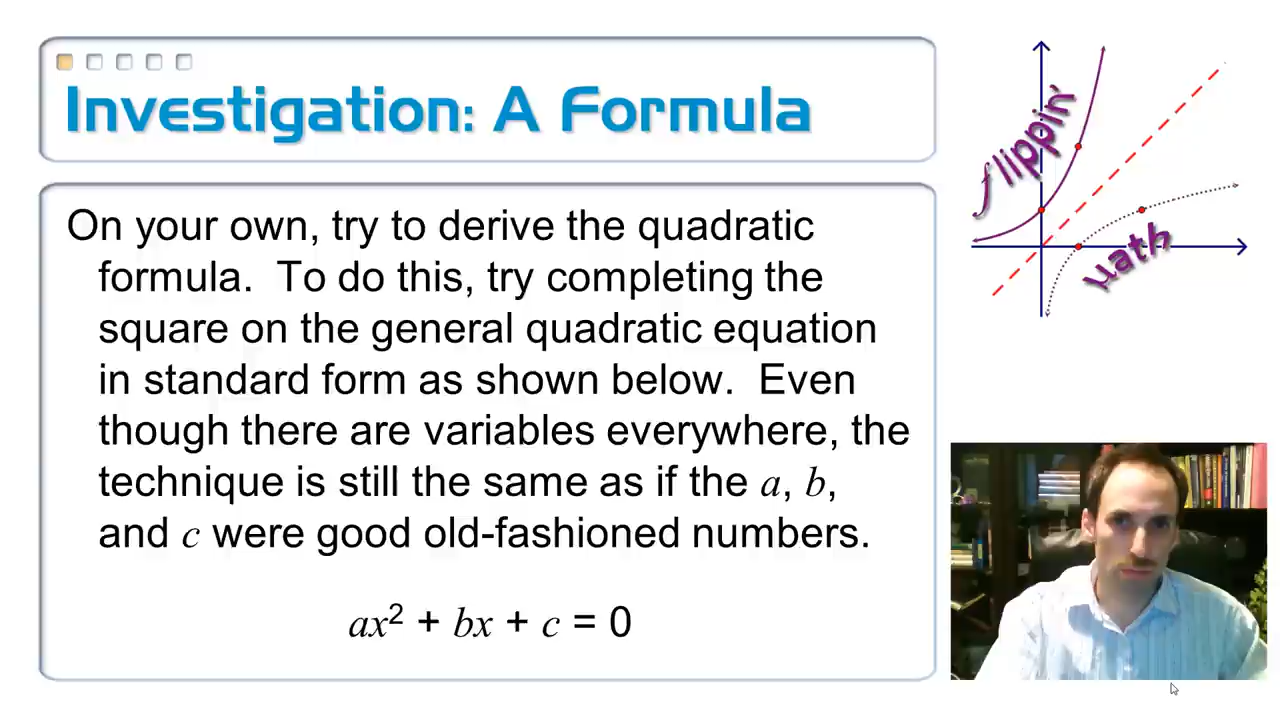 Investigation: A Formula
On your own, try to derive the quadratic
formula. To do this, try completing the
square on the general quadratic equation
in standard form as shown below. Even
though there are variables everywhere, the
technique is still the same as if the a, b,
and c were good old-fashioned numbers.
ax² + bx + c = 0
flippin'
math